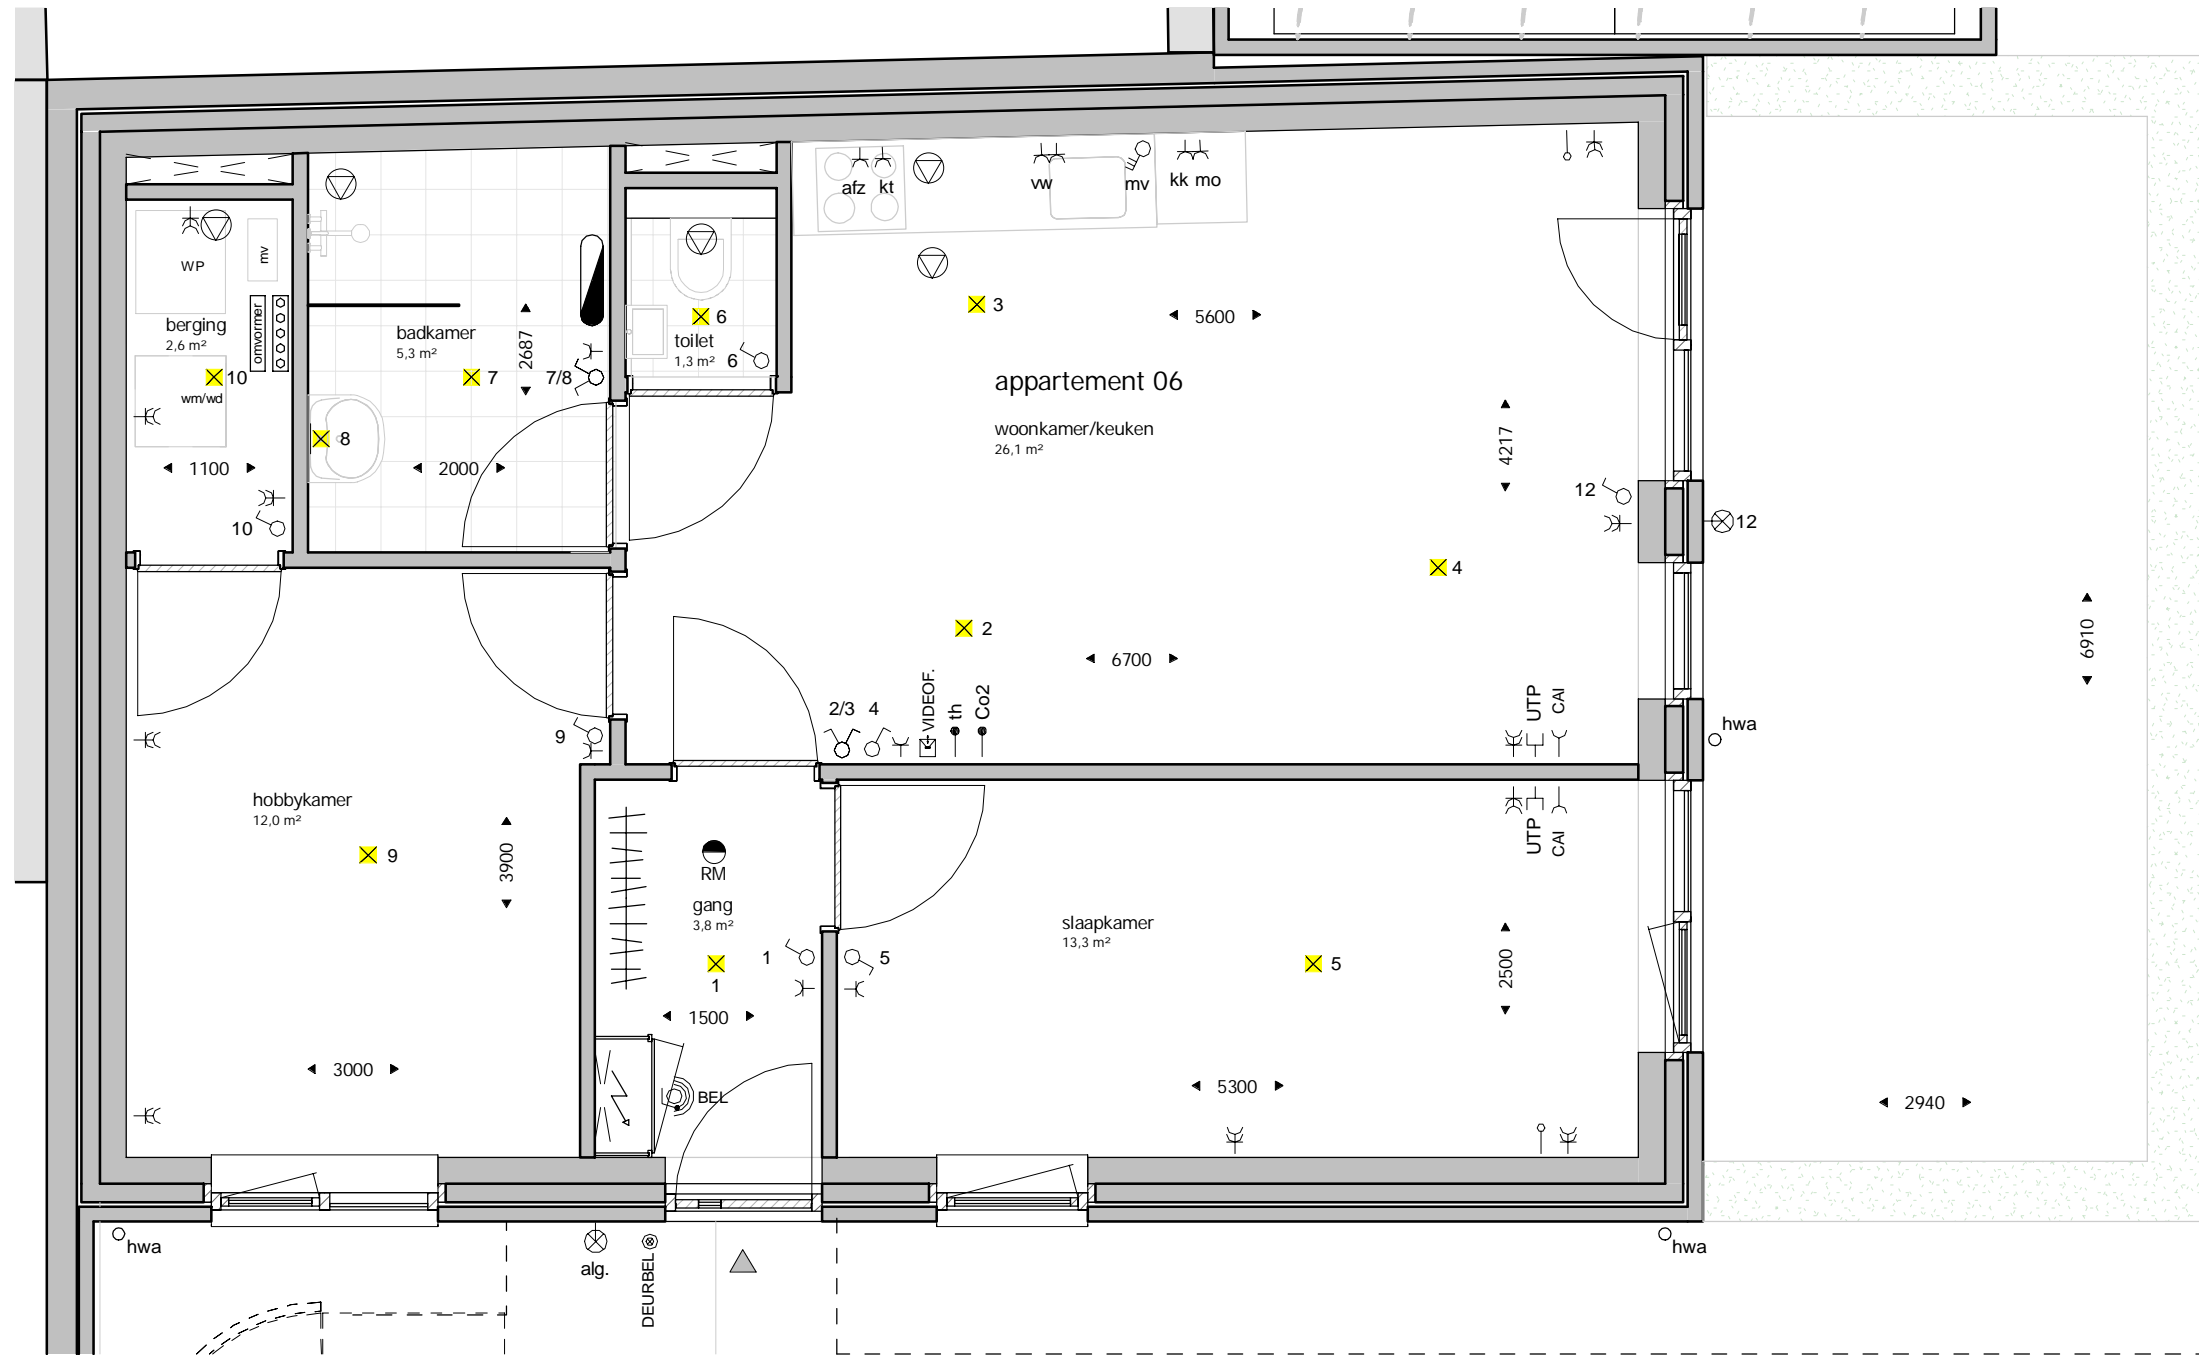 afz kt
vw
mv
kk mo
WP
mv
omvormer
berging
2,6 m²
10
wm/wd
1100
10
badkamer
5,3 m²
2687
7
7/8
8
2000
6
toilet
1,3 m²
6
3
5600
appartement 06
woonkamer/keuken
26,1 m²
4217
12
12
4
2
6700
6910
2/3
4
VIDEOF.
th
Co2
UTP
CAI
hwa
9
hobbykamer
12,0 m²
9
3900
3000
RM
gang
3,8 m²
1
1
1500
BEL
5
slaapkamer
13,3 m²
5
UTP
CAI
2500
5300
2940
hwa
alg.
DEURBEL
hwa